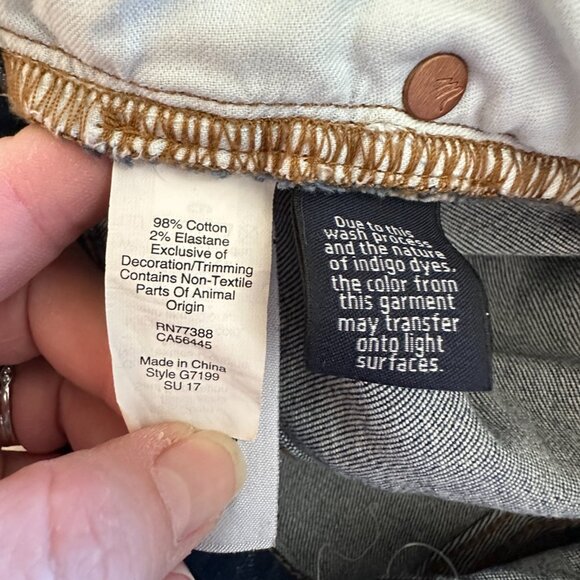 98% Cotton
2% Elastane
Exclusive of
Decoration/Trimming
Contains Non-Textile
Parts Of Animal
Origin
RN77388
CA56445
Made in China
Style G7199
SU 17
Due to this
wash process
and the nature
of indigo dyes,
the color from
this garment
may transfer
onto light
surfaces.